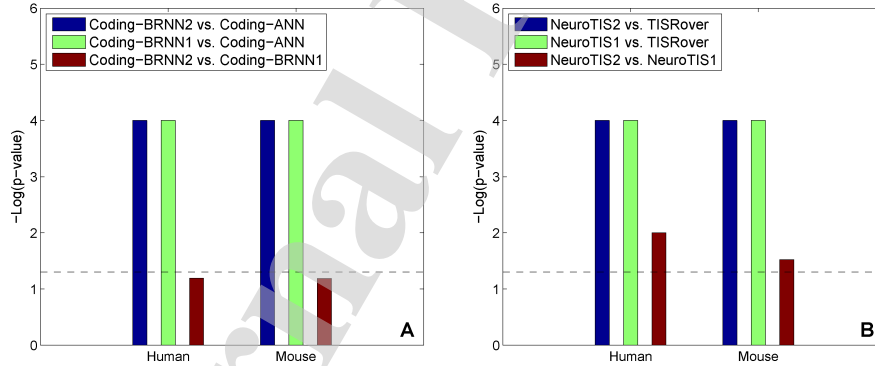 Coding-BRNN2 vs. Coding-ANN
Coding-BRNN1 vs. Coding-ANN
Coding-BRNN2 vs. Coding-BRNN1
-Log(p-value)
6
5
4
3
2
1
0
Human
Mouse
A
NeuroTIS2 vs. TISRover
NeuroTIS1 vs. TISRover
NeuroTIS2 vs. NeuroTIS1
-Log(p-value)
6
5
4
3
2
1
0
Human
Mouse
B